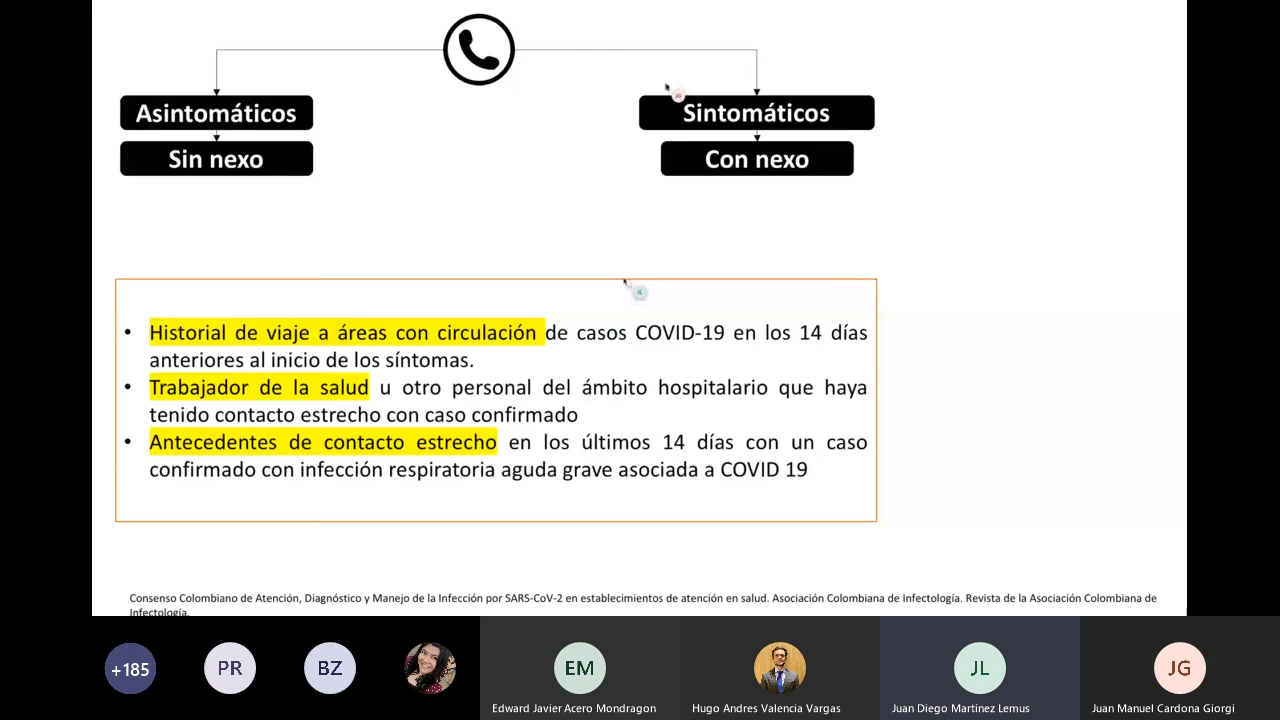 Asintomáticos
JG
Sintomáticos
Sin nexo
Con nexo
JL
• Historial de viaje a áreas con circulación de casos COVID-19 en los 14 días
anteriores al inicio de los síntomas.
• Trabajador de la salud u otro personal del ámbito hospitalario que haya
tenido contacto estrecho con caso confirmado
• Antecedentes de contacto estrecho en los últimos 14 días con un caso
confirmado con infección respiratoria aguda grave asociada a COVID 19
Consenso Colombiano de Atención, Diagnóstico y Manejo de la Infección por SARS-CoV-2 en establecimientos de atención en salud. Asociación Colombiana de Infectología. Revista de la Asociación Colombiana de
Infectología.
+185
PR
BZ
EM
JL
JG
Edward Javier Acero Mondragon
Hugo Andres Valencia Vargas
Juan Diego Martinez Lemus
Juan Manuel Cardona Giorgi